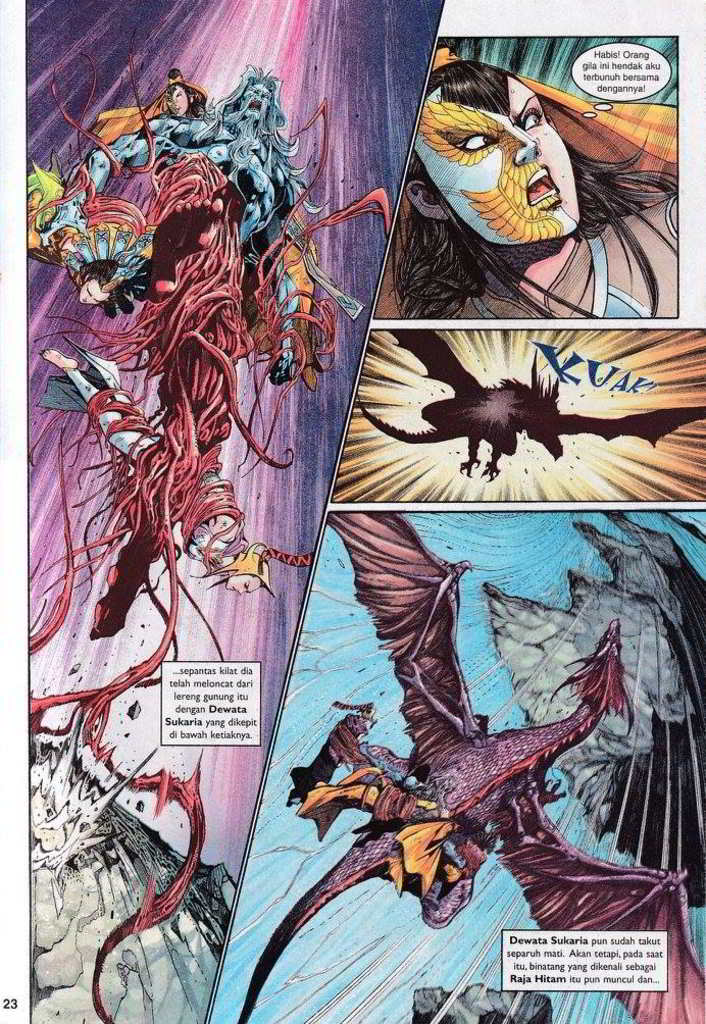 ...sepantas kilat dia
telah meloncat dari
lereng gunung itu
dengan Dewata
Sukaria yang dikepit
di bawah ketiaknya.
Habis! Orang
gila ini hendak aku
terbunuh bersama
dengannya!
KUAK
Dewata Sukaria pun sudah takut
separuh mati. Akan tetapi, pada saat
itu, binatang yang dikenali sebagai
Raja Hitam itu pun muncul dan...
23